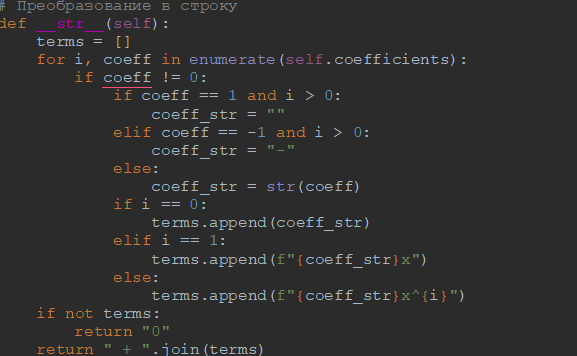 # Преобразование в строку
def __str__(self):
    terms = []
    for i, coeff in enumerate(self.coefficients):
        if coeff != 0:
            if coeff == 1 and i > 0:
                coeff_str = ""
            elif coeff == -1 and i > 0:
                coeff_str = "-"
            else:
                coeff_str = str(coeff)
            if i == 0:
                terms.append(coeff_str)
            elif i == 1:
                terms.append(f"{coeff_str}x")
            else:
                terms.append(f"{coeff_str}x^{i}")
    if not terms:
        return "0"
    return " + ".join(terms)